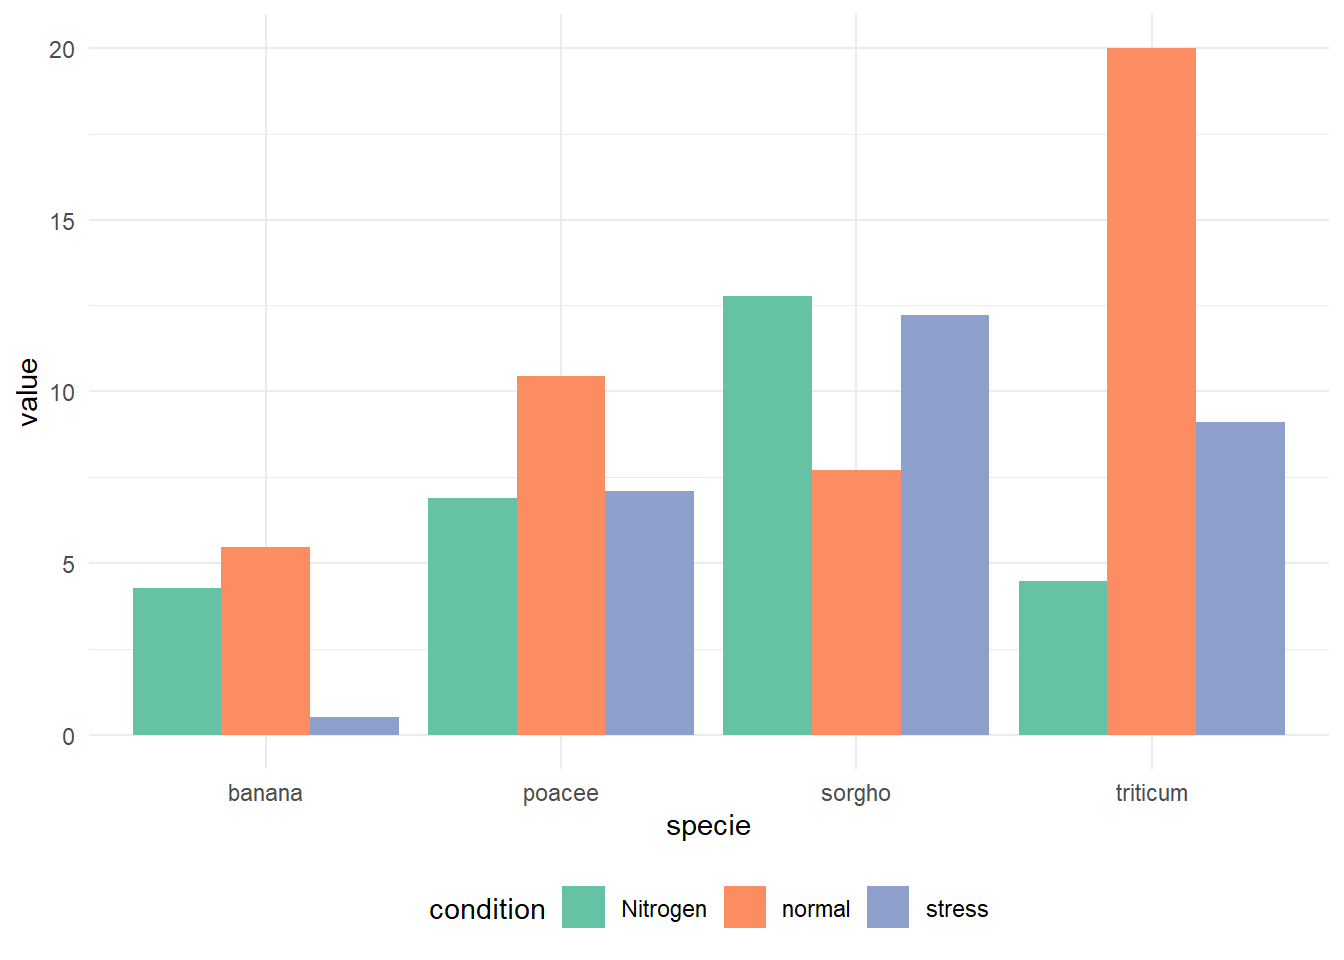 20
15
10
5
0
value
banana poacee sorgho triticum
specie
condition Nitrogen normal stress